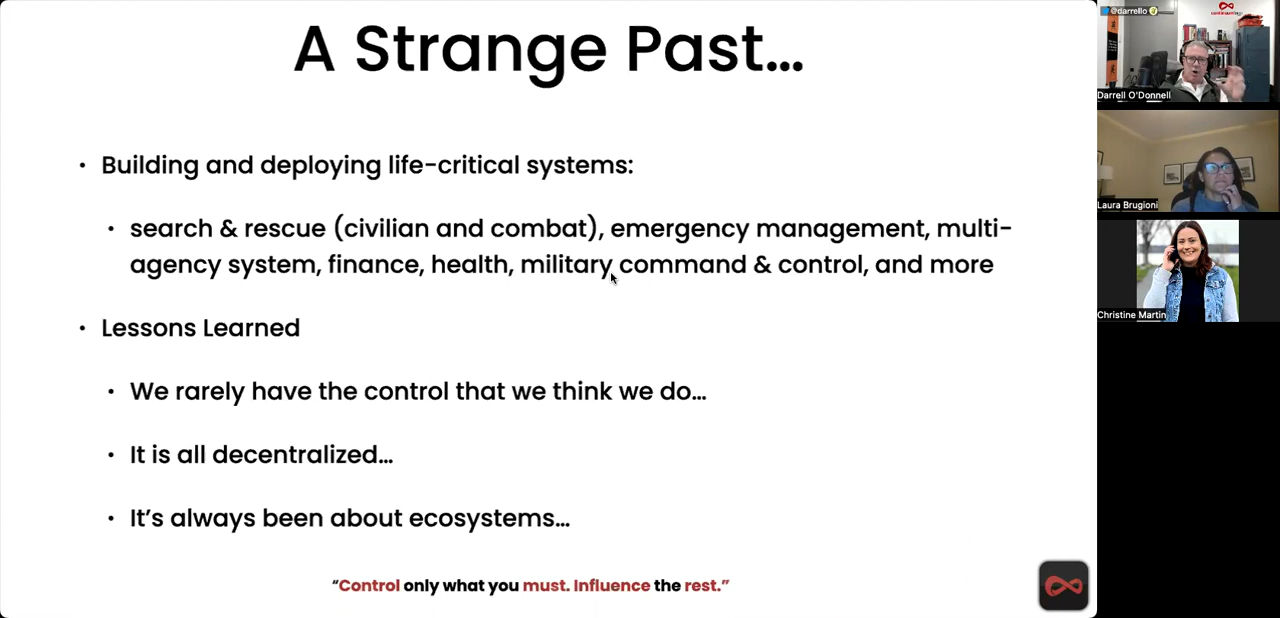 A Strange Past…
• Building and deploying life-critical systems:
• search & rescue (civilian and combat), emergency management, multi-
agency system, finance, health, military command & control, and more
• Lessons Learned
• We rarely have the control that we think we do…
• It is all decentralized…
• It’s always been about ecosystems…
“Control only what you must. Influence the rest.”
@darrello
Darrell O'Donnell
Laura Brugioni
Christine Martin